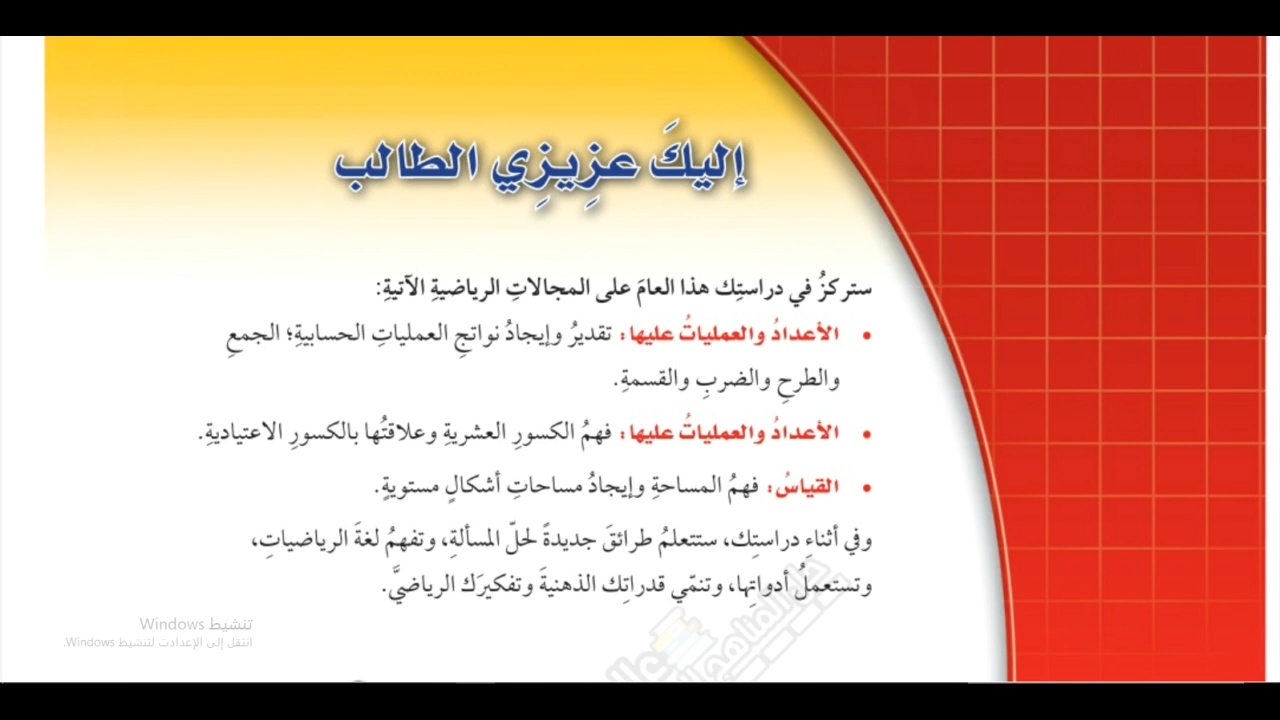 إليكَ عزِيزِي الطالب
ستركزُ في دراستِك هذا العامَ على المجالاتِ الرياضيةِ الآتيةِ:
• الأعدادُ والعملياتُ عليها: تقديرُ وإيجادُ نواتجِ العملياتِ الحسابيةِ؛ الجمعِ
والطرحِ والضربِ والقسمةِ.
• الأعدادُ والعملياتُ عليها: فهمُ الكسورِ العشريةِ وعلاقتُها بالكسورِ الاعتياديةِ.
• القياسُ: فهمُ المساحةِ وإيجادُ مساحاتِ أشكالٍ مستويةٍ.
وفي أثناءِ دراستِك، ستتعلمُ طرائقَ جديدةً لحلّ المسألةِ، وتفهمُ لغةَ الرياضياتِ،
وتستعملُ أدواتِها، وتنمّي قدراتِك الذهنيةَ وتفكيرَك الرياضيَّ.
تنشيط Windows
انتقل إلى الإعدادت لتنشيط Windows.